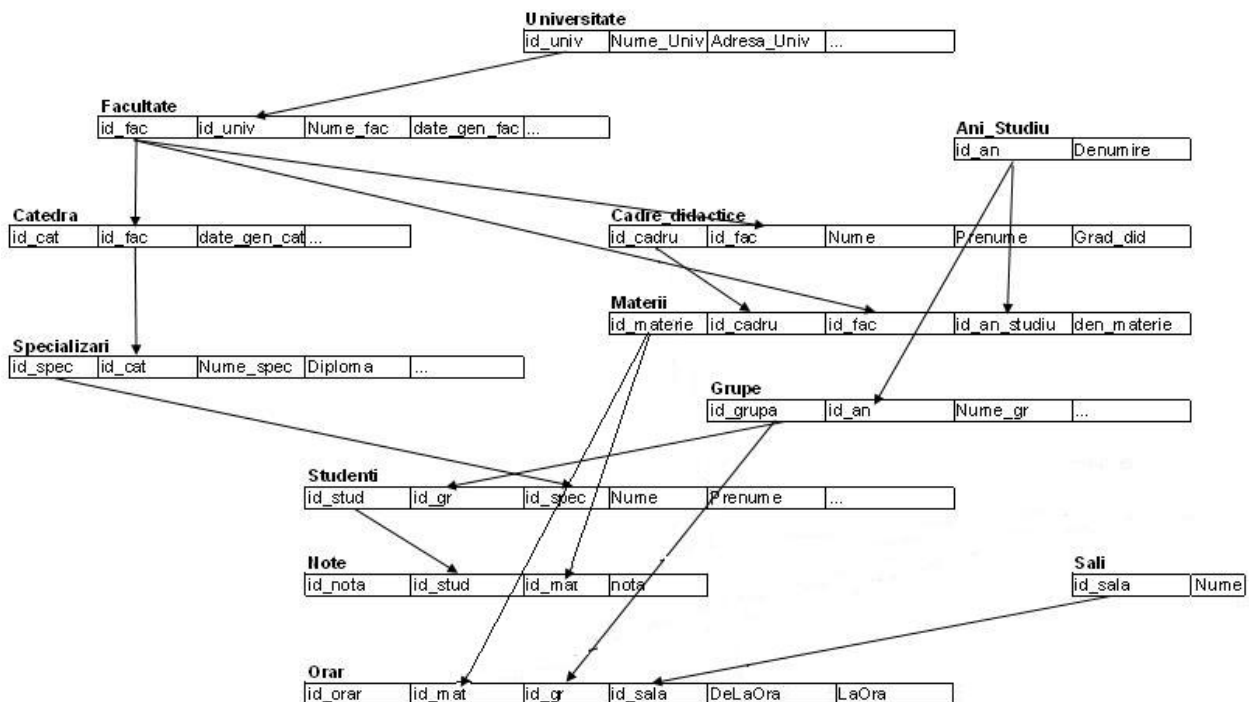 Universitate
id_univ Nume_Univ Adresa_Univ ...
Facultate
id_fac id_univ Nume_fac date_gen_fac ...
Ani_Studiu
id_an Denumire
Catedra
id_cat id_fac date_gen_cat ...
Cadre_didactice
id_cadru id_fac Nume Prenume Grad_did
Materii
id_materie id_cadru id_fac id_an_studiu den_materie
Specializari
id_spec id_cat Nume_spec Diploma ...
Grupe
id_grupa id_an Nume_gr ...
Studenti
id_stud id_gr id_spec Nume Prenume ...
Note
id_nota id_stud id_mat nota
Sali
id_sala Nume
Orar
id_orar id_mat id_gr id_sala DeLaOra LaOra